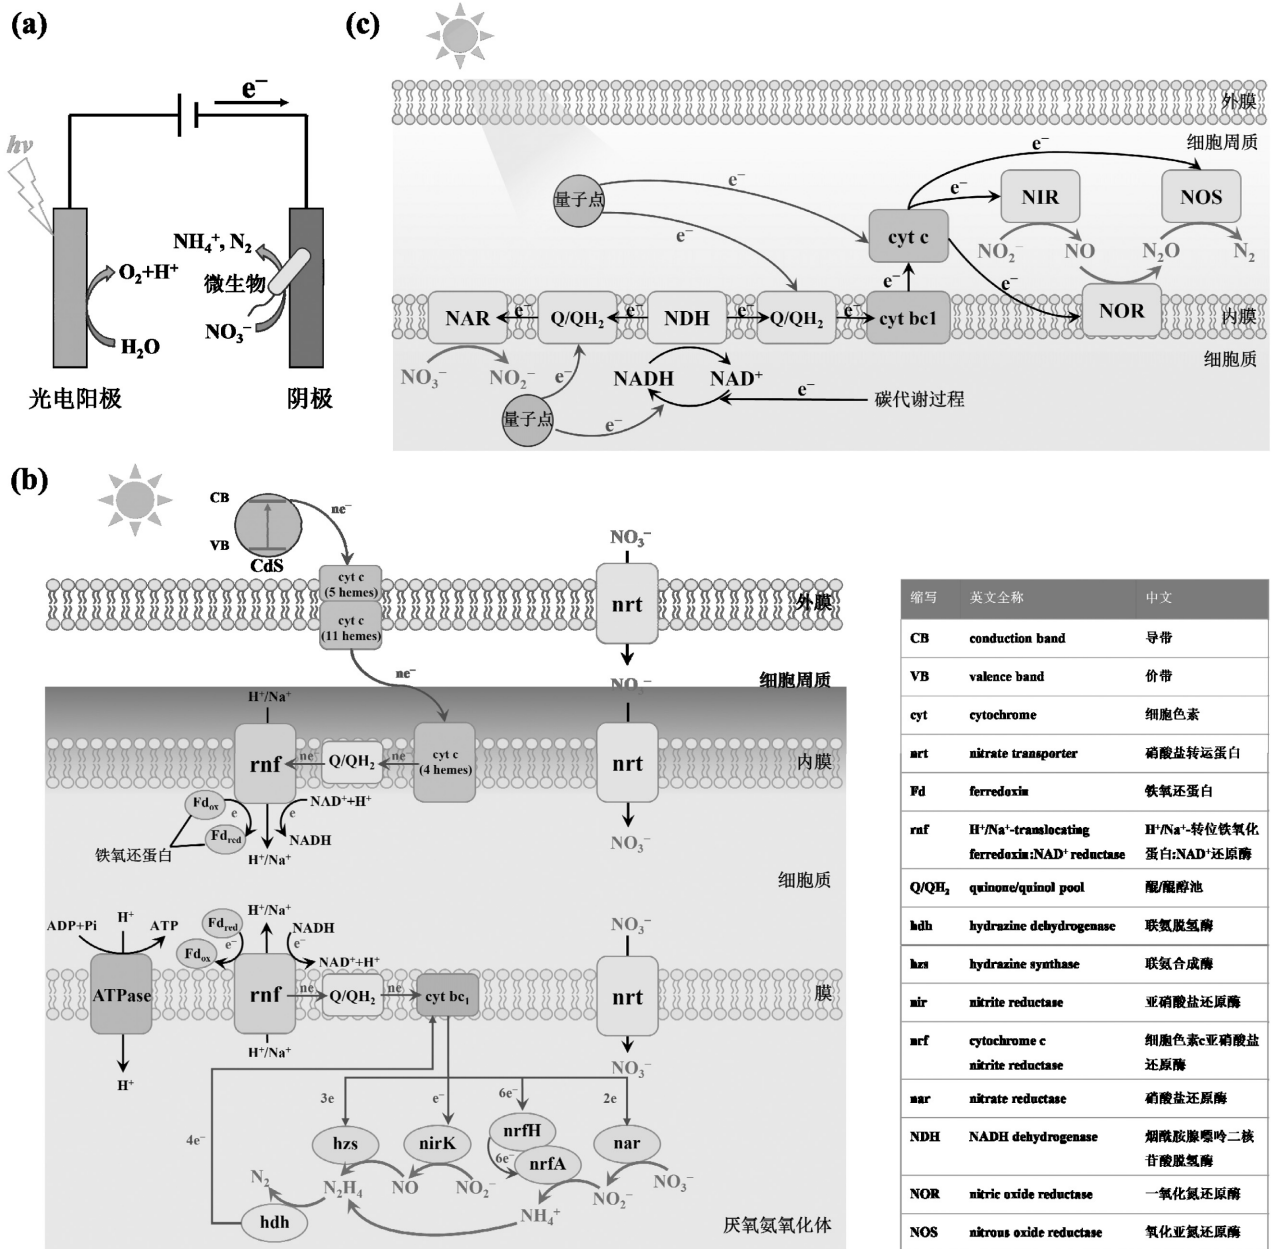 (a)
e⁻
hν
NH₄⁺, N₂
O₂+H⁺
微生物
NO₃⁻
H₂O
光电阳极
阴极
(c)
外膜
细胞周质
e⁻
e⁻
e⁻
量子点
e⁻
NIR
NOS
cyt c
NO₂⁻
NO
N₂O
N₂
e⁻
e⁻
NAR
e⁻
Q/QH₂
e⁻
NDH
e⁻
Q/QH₂
e⁻
cyt bc1
NOR
内膜
细胞质
NO₃⁻
NO₂⁻
e⁻
NADH
NAD⁺
e⁻
碳代谢过程
量子点
e⁻
(b)
CB
VB
CdS
ne⁻
cyt c
(5 hemes)
cyt c
(11 hemes)
NO₃⁻
nrt
外膜
ne⁻
NO₃⁻
细胞周质
H⁺/Na⁺
rnf
ne⁻
Q/QH₂
ne⁻
cyt c
(4 hemes)
nrt
内膜
Fdₒₓ
e
e
NAD⁺+H⁺
Fd_red
NADH
铁氧还蛋白
H⁺/Na⁺
NO₃⁻
细胞质
ADP+Pi
H⁺
ATP
Fd_red
H⁺/Na⁺
NADH
e⁻
e⁻
Fdₒₓ
NAD⁺+H⁺
NO₃⁻
ATPase
rnf
ne
Q/QH₂
ne
cyt bc₁
nrt
膜
H⁺/Na⁺
NO₃⁻
H⁺
3e
e⁻
6e⁻
2e
4e⁻
hzs
nirK
nrfH
6e⁻
nrfA
nar
N₂
N₂H₄
NO
NO₂⁻
NO₂⁻
NO₃⁻
hdh
NH₄⁺
厌氧氨氧化体
缩写 英文全称 中文
CB conduction band 导带
VB valence band 价带
cyt cytochrome 细胞色素
nrt nitrate transporter 硝酸盐转运蛋白
Fd ferredoxin 铁氧还蛋白
rnf H⁺/Na⁺-translocating H⁺/Na⁺-转位铁氧化
ferredoxin:NAD⁺ reductase 蛋白:NAD⁺还原酶
Q/QH₂ quinone/quinol pool 醌/醌醇池
hdh hydrazine dehydrogenase 联氨脱氢酶
hzs hydrazine synthase 联氨合成酶
nir nitrite reductase 亚硝酸盐还原酶
nrf cytochrome c 细胞色素c亚硝酸盐
nitrite reductase 还原酶
nar nitrate reductase 硝酸盐还原酶
NDH NADH dehydrogenase 烟酰胺腺嘌呤二核
苷酸脱氢酶
NOR nitric oxide reductase 一氧化氮还原酶
NOS nitrous oxide reductase 氧化亚氮还原酶